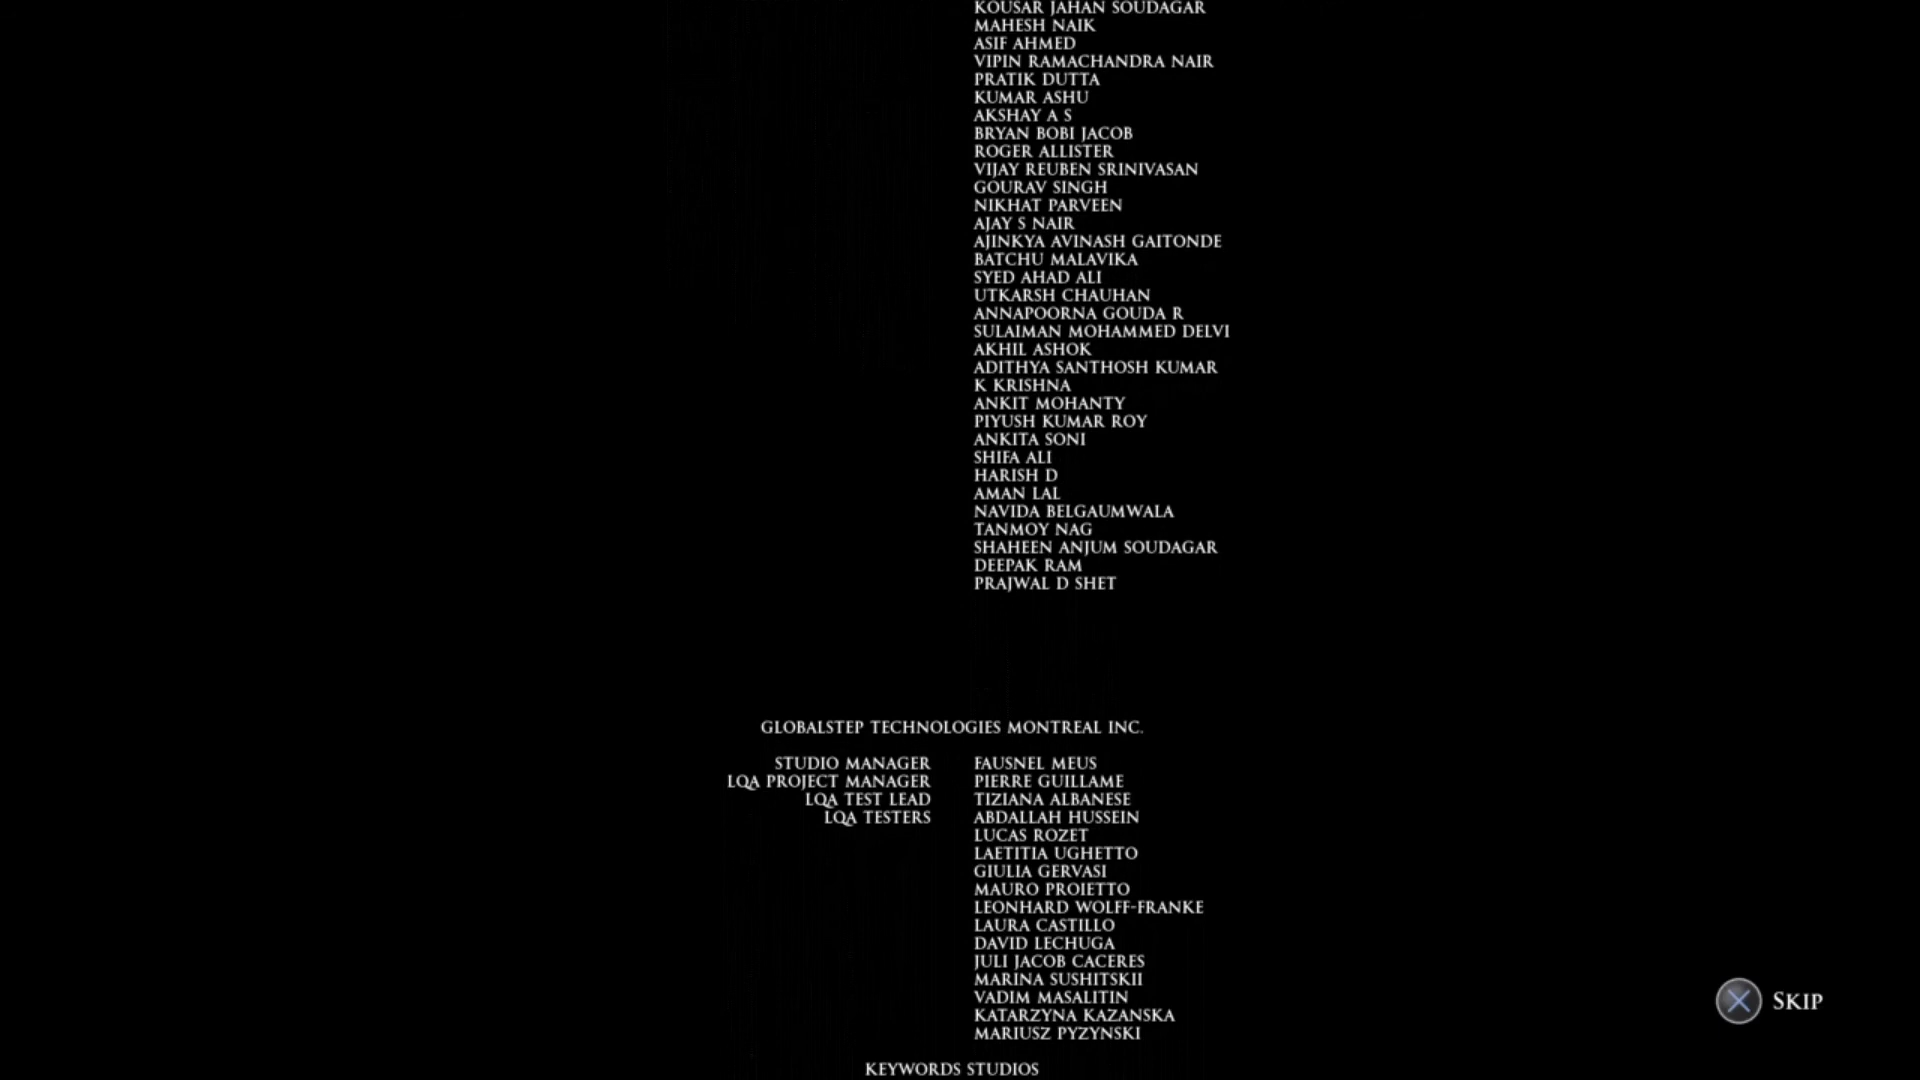 KOUSAR JAHAN SOUDAGAR
MAHESH NAIK
ASIF AHMED
VIPIN RAMACHANDRA NAIR
PRATIK DUTTA
KUMAR ASHU
AKSHAY A S
BRYAN BOBI JACOB
ROGER ALLISTER
VIJAY REUBEN SRINIVASAN
GOURAV SINGH
NIKHAT PARVEEN
AJAY S NAIR
AJINKYA AVINASH GAITONDE
BATCHU MALAVIKA
SYED AHAD ALI
UTKARSH CHAUHAN
ANNAPOORNA GOUDA R
SULAIMAN MOHAMMED DELVI
AKHIL ASHOK
ADITHYA SANTHOSH KUMAR
K KRISHNA
ANKIT MOHANTY
PIYUSH KUMAR ROY
ANKITA SONI
SHIFA ALI
HARISH D
AMAN LAL
NAVIDA BELGAUMWALA
TANMOY NAG
SHAHEEN ANJUM SOUDAGAR
DEEPAK RAM
PRAJWAL D SHET
GLOBALSTEP TECHNOLOGIES MONTREAL INC.
STUDIO MANAGER FAUSNEL MEUS
LQA PROJECT MANAGER PIERRE GUILLAME
LQA TEST LEAD TIZIANA ALBANESE
LQA TESTERS ABDALLAH HUSSEIN
LUCAS ROZET
LAETITIA UGHETTO
GIULIA GERVASI
MAURO PROIETTO
LEONHARD WOLFF-FRANKE
LAURA CASTILLO
DAVID LECHUGA
JULI JACOB CACERES
MARINA SUSHITSKII
VADIM MASALITIN
KATARZYNA KAZANSKA
MARIUSZ PYZYNSKI
SKIP
KEYWORDS STUDIOS